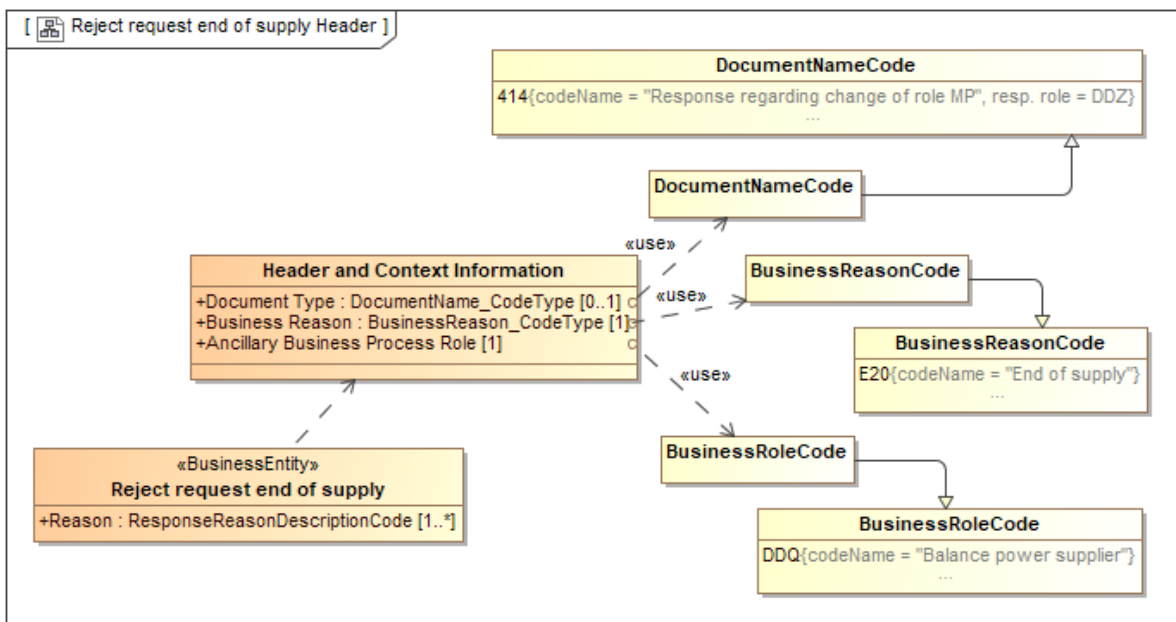 [ Reject request end of supply Header ]
DocumentNameCode
414{codeName = "Response regarding change of role MP", resp. role = DDZ}
...
DocumentNameCode
«use»
Header and Context Information
+Document Type : DocumentName_CodeType [0..1]
+Business Reason : BusinessReason_CodeType [1]
+Ancillary Business Process Role [1]
«use»
BusinessReasonCode
BusinessReasonCode
E20{codeName = "End of supply"}
...
«use»
BusinessRoleCode
«BusinessEntity»
Reject request end of supply
+Reason : ResponseReasonDescriptionCode [1..*]
BusinessRoleCode
DDQ{codeName = "Balance power supplier"}
...